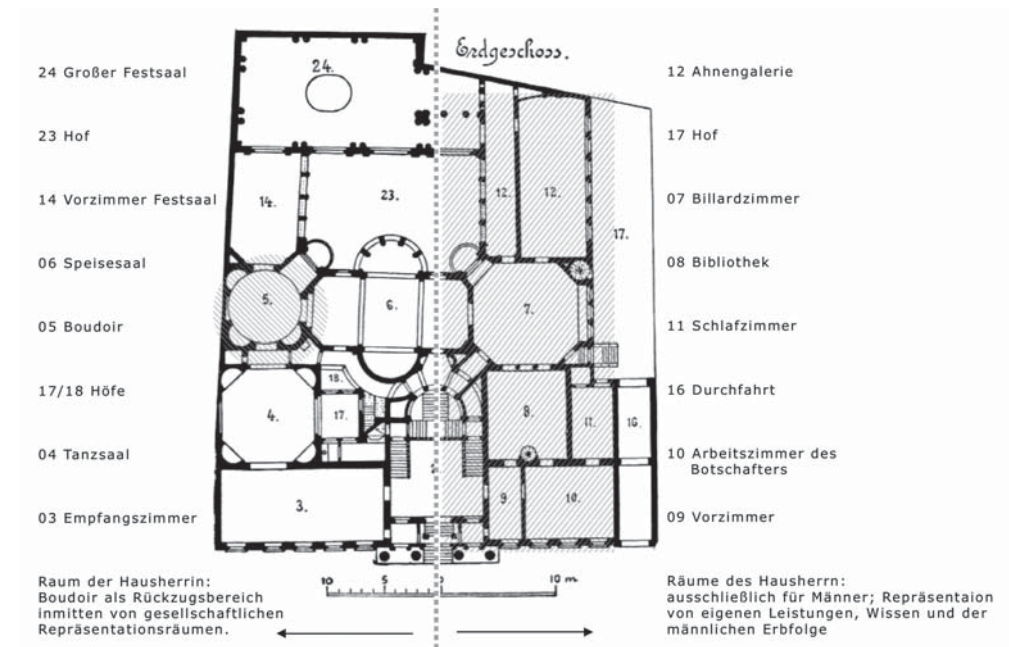 Erdgeschoss.
24 Großer Festsaal
23 Hof
14 Vorzimmer Festsaal
06 Speisesaal
05 Boudoir
17/18 Höfe
04 Tanzsaal
03 Empfangszimmer
Raum der Hausherrin:
Boudoir als Rückzugsbereich
inmitten von gesellschaftlichen
Repräsentationsräumen.
24.
14.
23.
12.
12.
17.
5.
6.
7.
18.
17.
4.
8.
11.
16.
2.
3.
9
10.
10
5
0
10 m
12 Ahnengalerie
17 Hof
07 Billardzimmer
08 Bibliothek
11 Schlafzimmer
16 Durchfahrt
10 Arbeitszimmer des
Botschafters
09 Vorzimmer
Räume des Hausherrn:
ausschließlich für Männer; Repräsentaion
von eigenen Leistungen, Wissen und der
männlichen Erbfolge